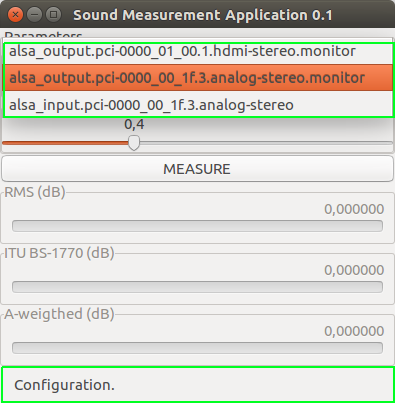 Sound Measurement Application 0.1
Parameters
alsa_output.pci-0000_01_00.1.hdmi-stereo.monitor
alsa_output.pci-0000_00_1f.3.analog-stereo.monitor
alsa_input.pci-0000_00_1f.3.analog-stereo
0,4
MEASURE
RMS (dB)
0,000000
ITU BS-1770 (dB)
0,000000
A-weigthed (dB)
0,000000
Configuration.